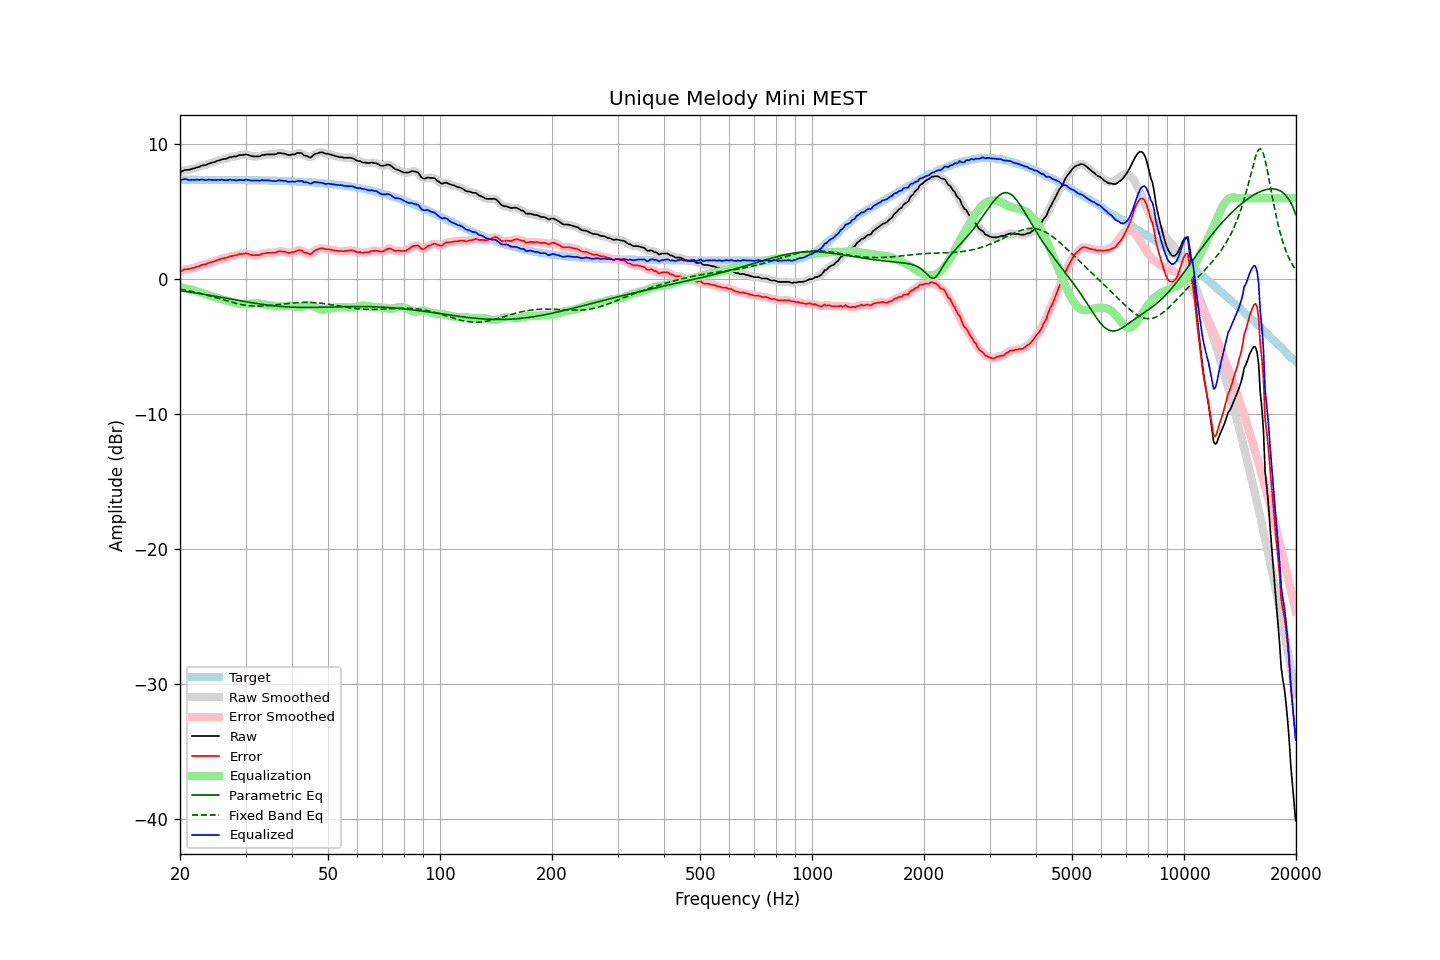 Unique Melody Mini MEST
10
0
−10
−20
−30
−40
Amplitude (dBr)
20
50
100
200
500
1000
2000
5000
10000
20000
Frequency (Hz)
Target
Raw Smoothed
Error Smoothed
Raw
Error
Equalization
Parametric Eq
Fixed Band Eq
Equalized